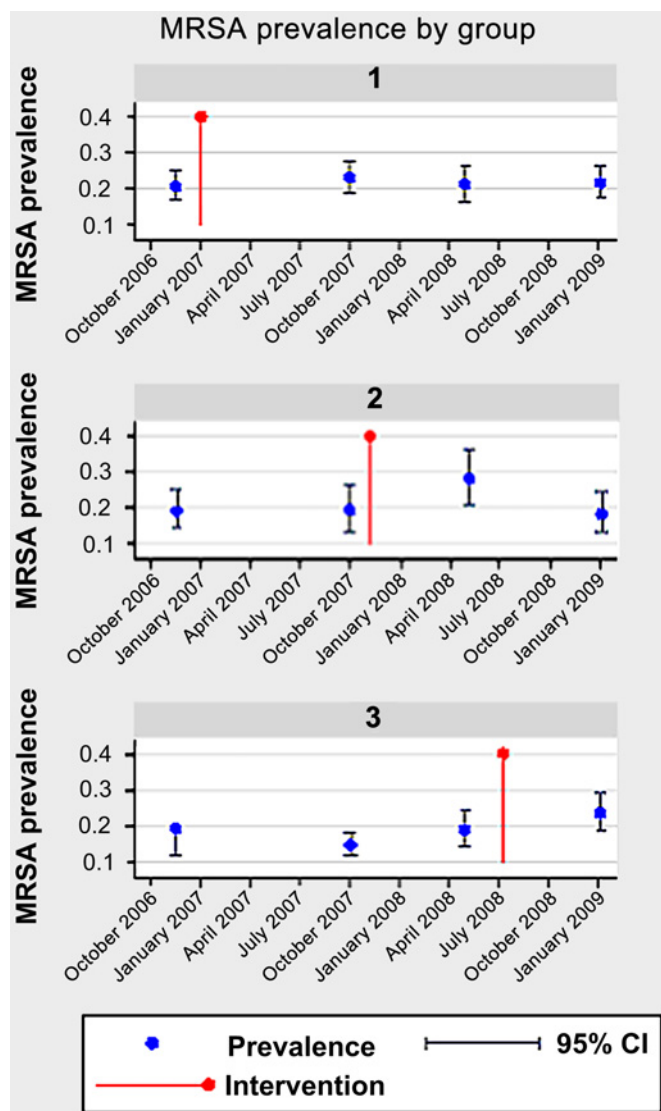 MRSA prevalence by group
1
MRSA prevalence
0.4
0.3
0.2
0.1
October 2006
January 2007
April 2007
July 2007
October 2007
January 2008
April 2008
July 2008
October 2008
January 2009
2
MRSA prevalence
0.4
0.3
0.2
0.1
October 2006
January 2007
April 2007
July 2007
October 2007
January 2008
April 2008
July 2008
October 2008
January 2009
3
MRSA prevalence
0.4
0.3
0.2
0.1
October 2006
January 2007
April 2007
July 2007
October 2007
January 2008
April 2008
July 2008
October 2008
January 2009
Prevalence
95% CI
Intervention